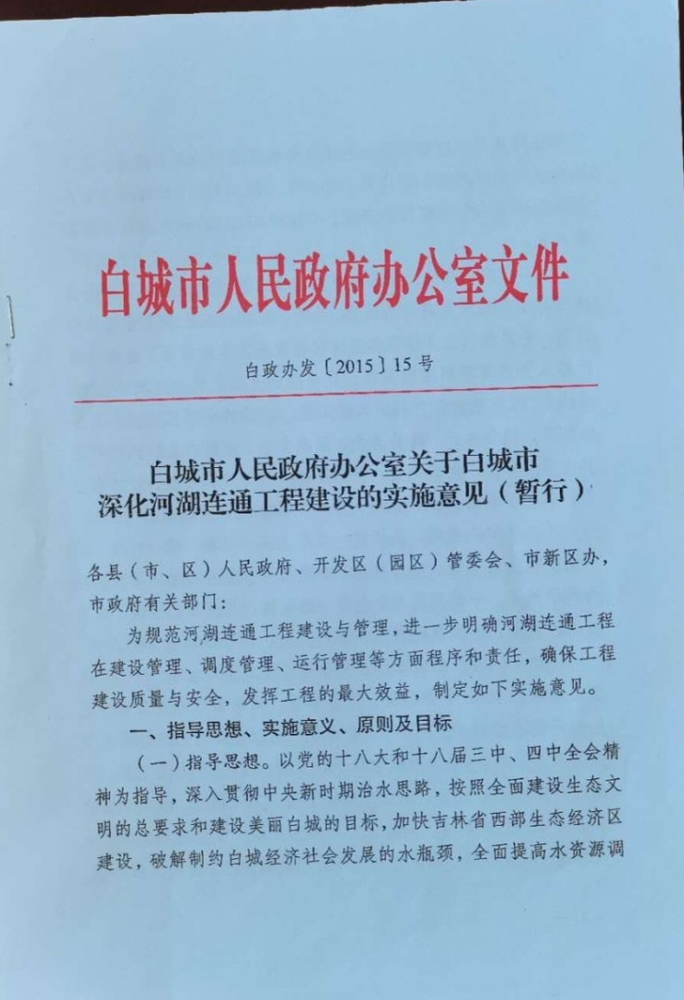 白城市人民政府办公室文件
白政办发〔2015〕15号
白城市人民政府办公室关于白城市
深化河湖连通工程建设的实施意见（暂行）
各县（市、区）人民政府、开发区（园区）管委会、市新区办，
市政府有关部门：
为规范河湖连通工程建设与管理，进一步明确河湖连通工程
在建设管理、调度管理、运行管理等方面程序和责任，确保工程
建设质量与安全，发挥工程的最大效益，制定如下实施意见。
一、指导思想、实施意义、原则及目标
（一）指导思想。以党的十八大和十八届三中、四中全会精
神为指导，深入贯彻中央新时期治水思路，按照全面建设生态文
明的总要求和建设美丽白城的目标，加快吉林省西部生态经济区
建设，破解制约白城经济社会发展的水瓶颈，全面提高水资源调